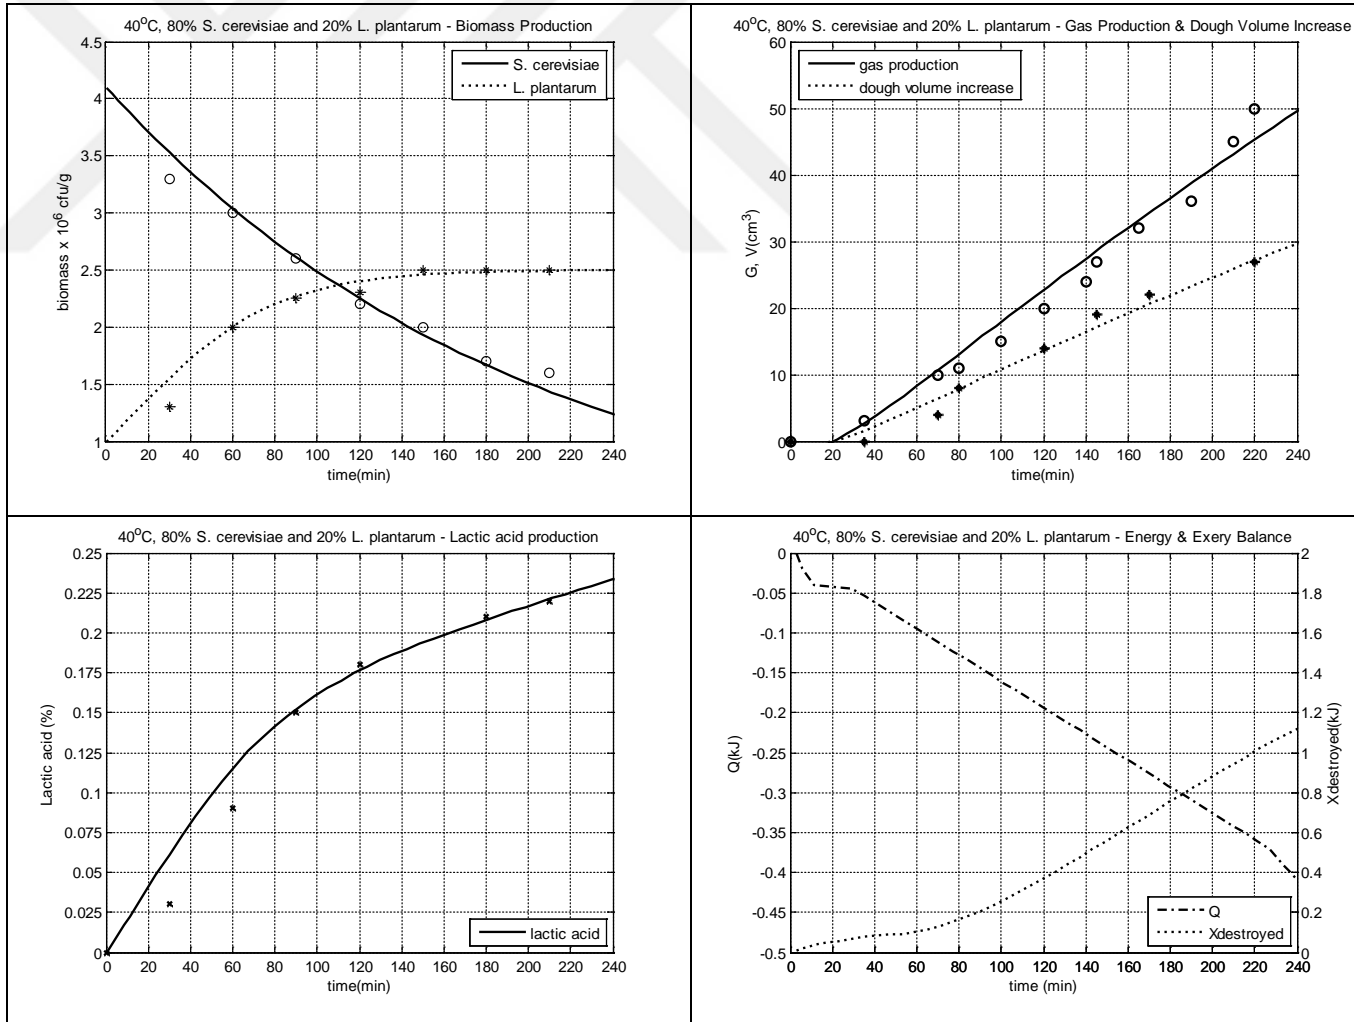 40°C, 80% S. cerevisiae and 20% L. plantarum - Biomass Production
4.5
4
3.5
3
2.5
2
1.5
1
biomass x 10⁶ cfu/g
S. cerevisiae
L. plantarum
0 20 40 60 80 100 120 140 160 180 200 220 240
time(min)
40°C, 80% S. cerevisiae and 20% L. plantarum - Gas Production & Dough Volume Increase
60
50
40
30
20
10
0
G, V(cm³)
gas production
dough volume increase
0 20 40 60 80 100 120 140 160 180 200 220 240
time(min)
40°C, 80% S. cerevisiae and 20% L. plantarum - Lactic acid production
0.25
0.225
0.2
0.175
0.15
0.125
0.1
0.075
0.05
0.025
0
Lactic acid (%)
lactic acid
0 20 40 60 80 100 120 140 160 180 200 220 240
time(min)
40°C, 80% S. cerevisiae and 20% L. plantarum - Energy & Exery Balance
0
-0.05
-0.1
-0.15
-0.2
-0.25
-0.3
-0.35
-0.4
-0.45
-0.5
Q(kJ)
2
1.8
1.6
1.4
1.2
1
0.8
0.6
0.4
0.2
0
Xdestroyed(kJ)
Q
Xdestroyed
0 20 40 60 80 100 120 140 160 180 200 220 240
time (min)